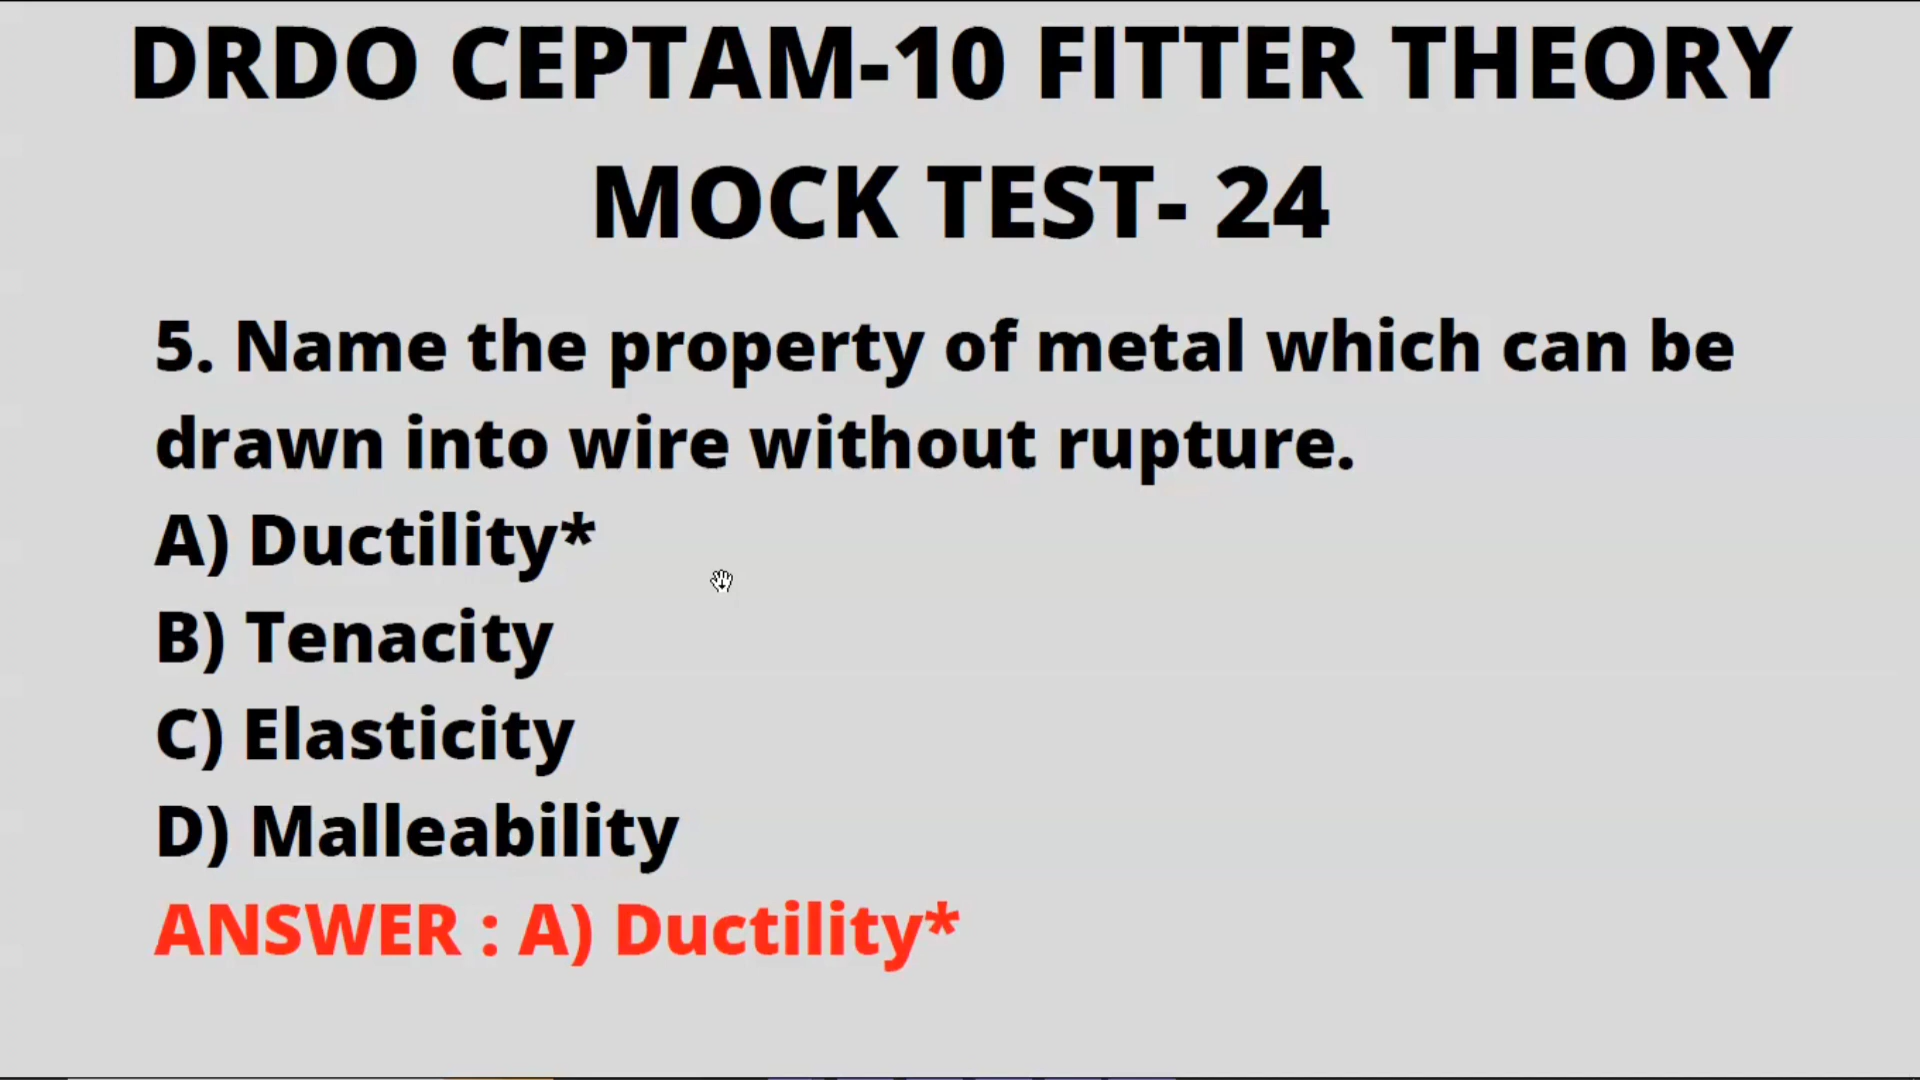 DRDO CEPTAM-10 FITTER THEORY
MOCK TEST- 24
5. Name the property of metal which can be
drawn into wire without rupture.
A) Ductility*
B) Tenacity
C) Elasticity
D) Malleability
ANSWER : A) Ductility*